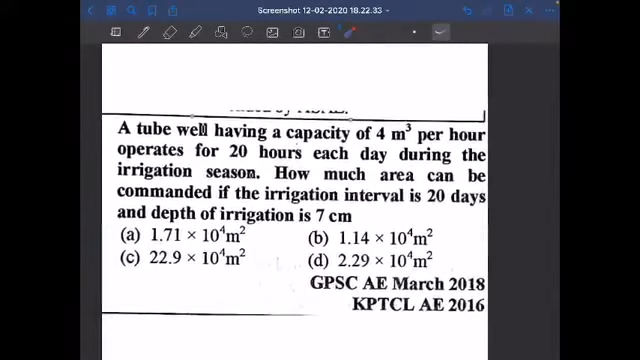 Screenshot 12-02-2020 18.22.33
A tube well having a capacity of 4 m³ per hour
operates for 20 hours each day during the
irrigation season. How much area can be
commanded if the irrigation interval is 20 days
and depth of irrigation is 7 cm
(a) 1.71 × 10⁴m² (b) 1.14 × 10⁴m²
(c) 22.9 × 10⁴m² (d) 2.29 × 10⁴m²
GPSC AE March 2018
KPTCL AE 2016